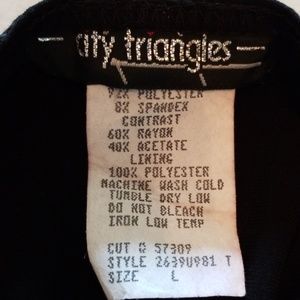 city triangles
92% POLYESTER
8% SPANDEX
CONTRAST
60% RAYON
40% ACETATE
LINING
100% POLYESTER
MACHINE WASH COLD
TUMBLE DRY LOW
DO NOT BLEACH
IRON LOW TEMP
CUT # 57309
STYLE 26390981 T
SIZE L